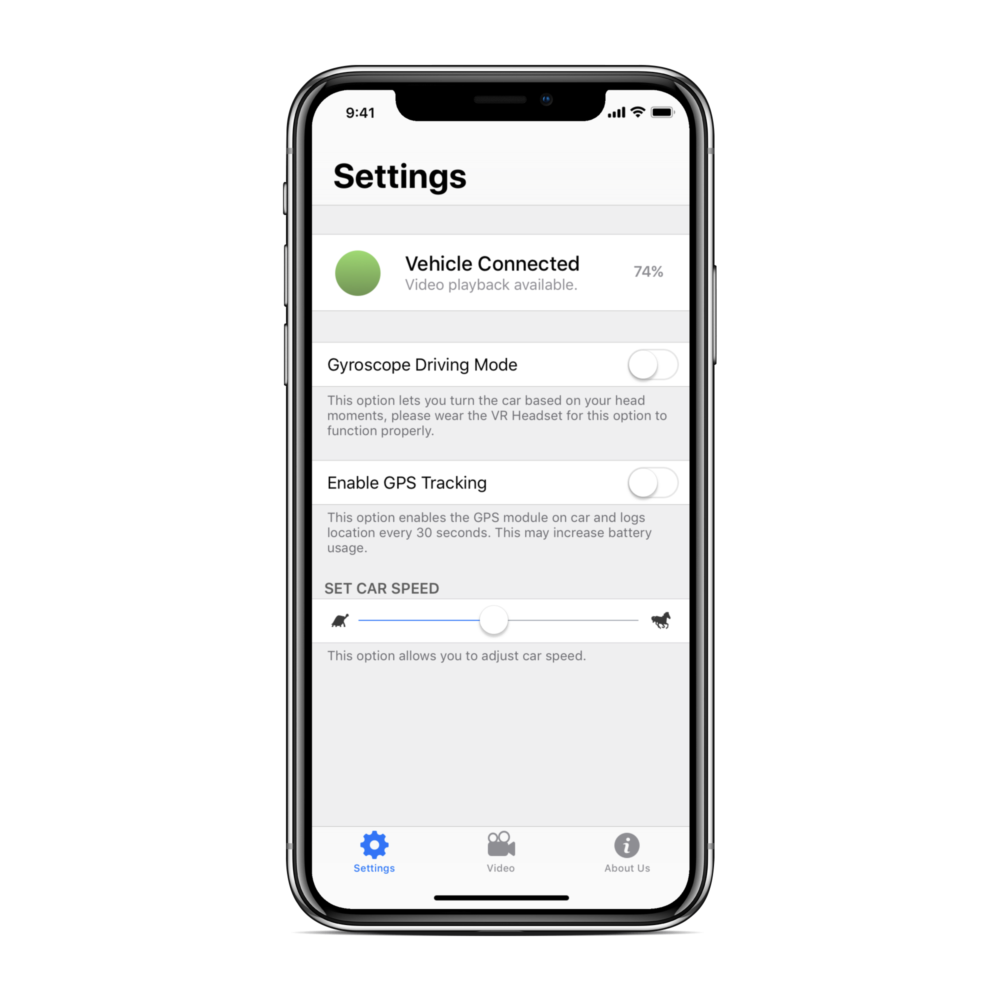 9:41
Settings
Vehicle Connected
74%
Video playback available.
Gyroscope Driving Mode
This option lets you turn the car based on your head
moments, please wear the VR Headset for this option to
function properly.
Enable GPS Tracking
This option enables the GPS module on car and logs
location every 30 seconds. This may increase battery
usage.
SET CAR SPEED
This option allows you to adjust car speed.
Settings
Video
About Us